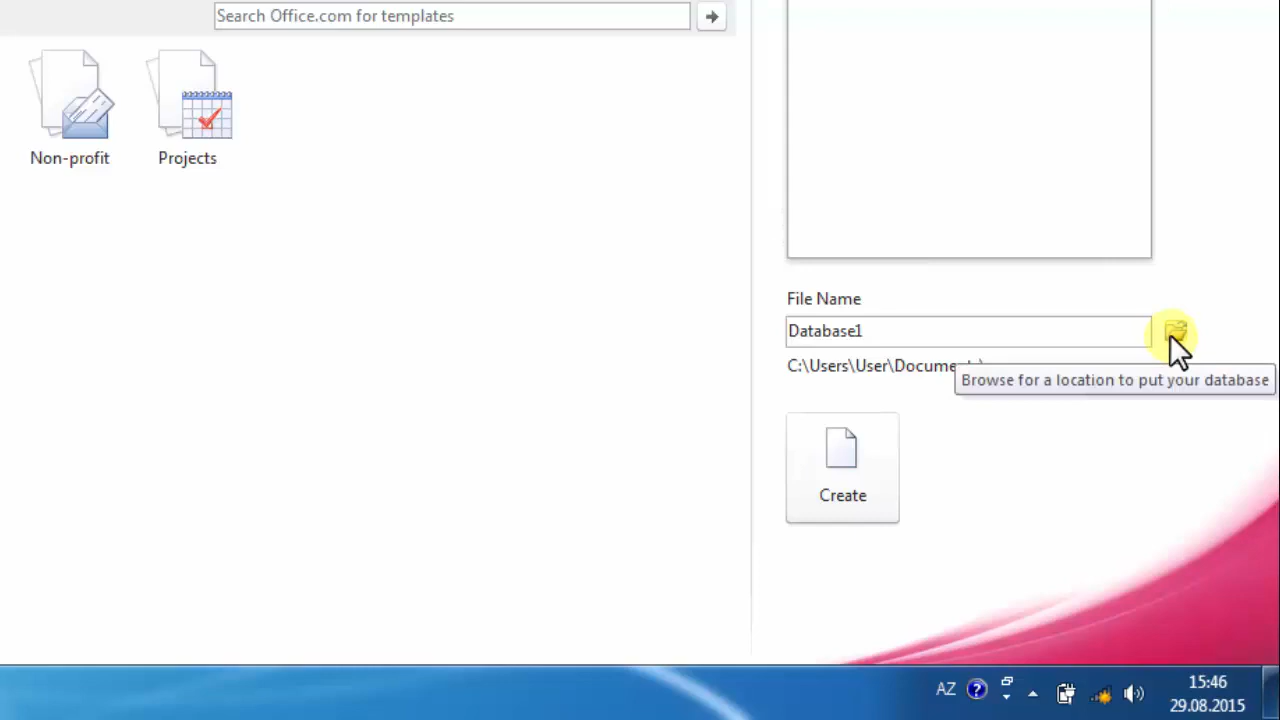 Search Office.com for templates
Non-profit
Projects
File Name
Database1
C:\Users\User\Docume
Browse for a location to put your database
Create
AZ
?
15:46
29.08.2015